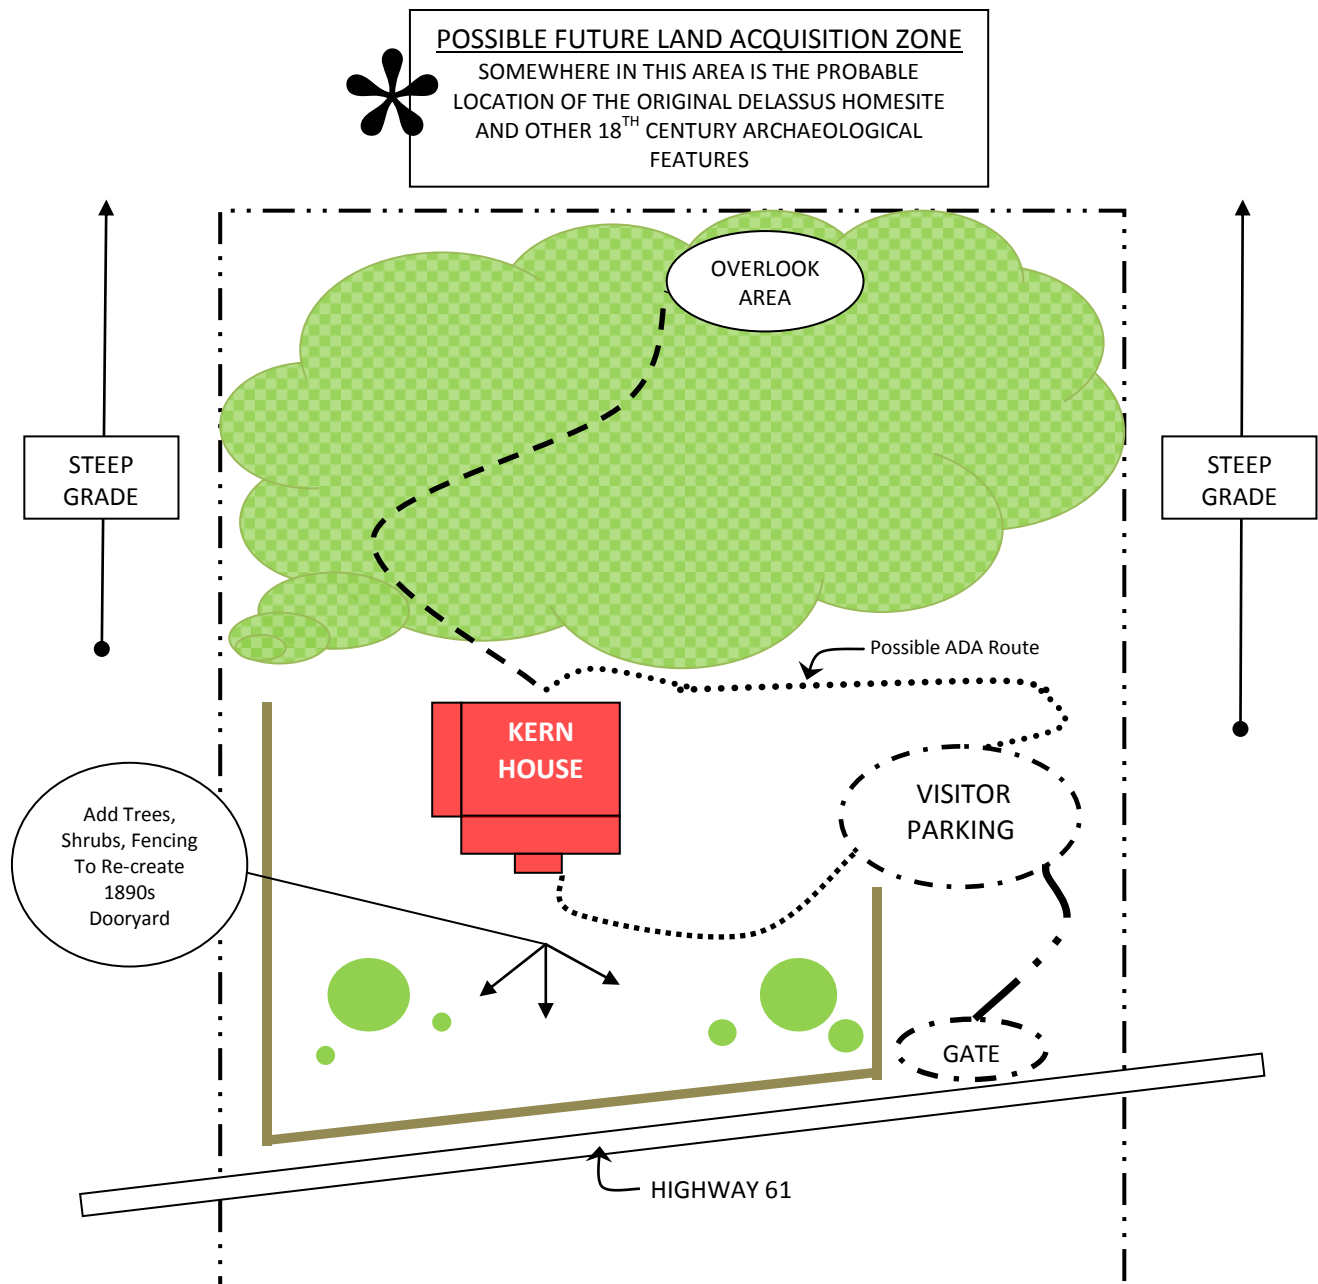 POSSIBLE FUTURE LAND ACQUISITION ZONE
SOMEWHERE IN THIS AREA IS THE PROBABLE
LOCATION OF THE ORIGINAL DELASSUS HOMESITE
AND OTHER 18TH CENTURY ARCHAEOLOGICAL
FEATURES
OVERLOOK
AREA
STEEP
GRADE
STEEP
GRADE
Possible ADA Route
KERN
HOUSE
VISITOR
PARKING
Add Trees,
Shrubs, Fencing
To Re-create
1890s
Dooryard
GATE
HIGHWAY 61